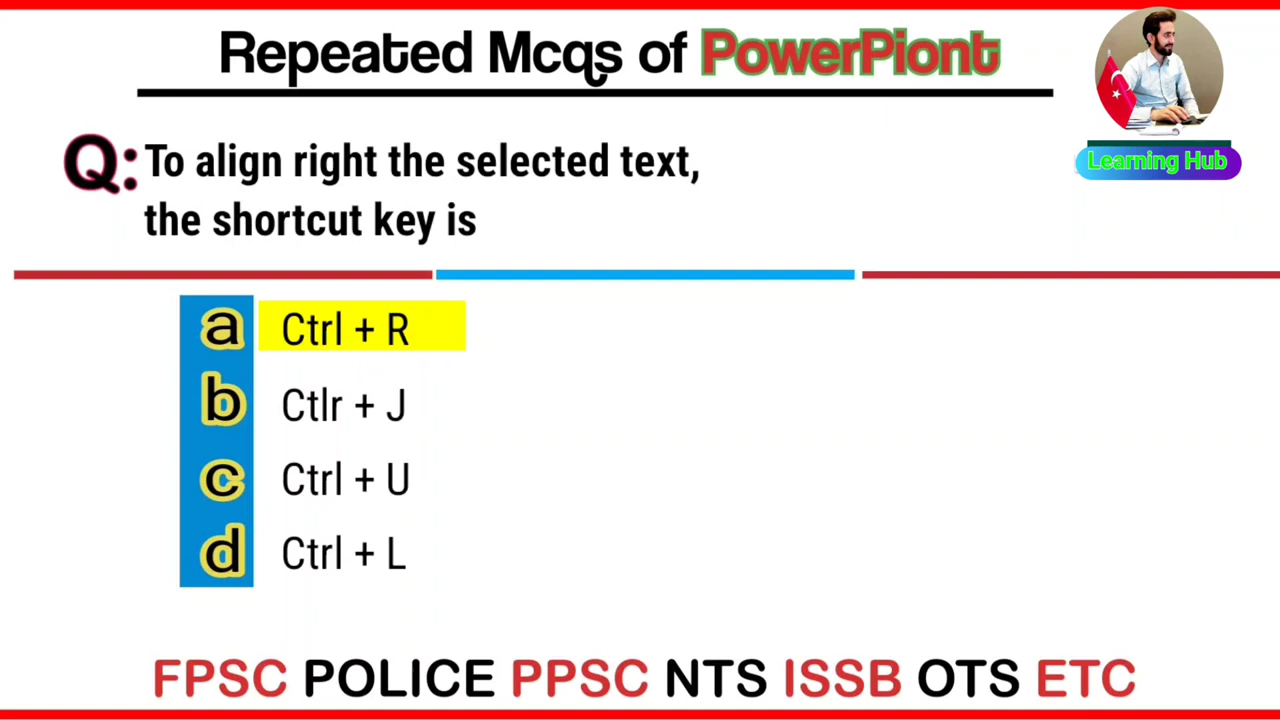 Repeated Mcqs of PowerPiont
Learning Hub
Q: To align right the selected text,
the shortcut key is
a Ctrl + R
b Ctlr + J
c Ctrl + U
d Ctrl + L
FPSC POLICE PPSC NTS ISSB OTS ETC